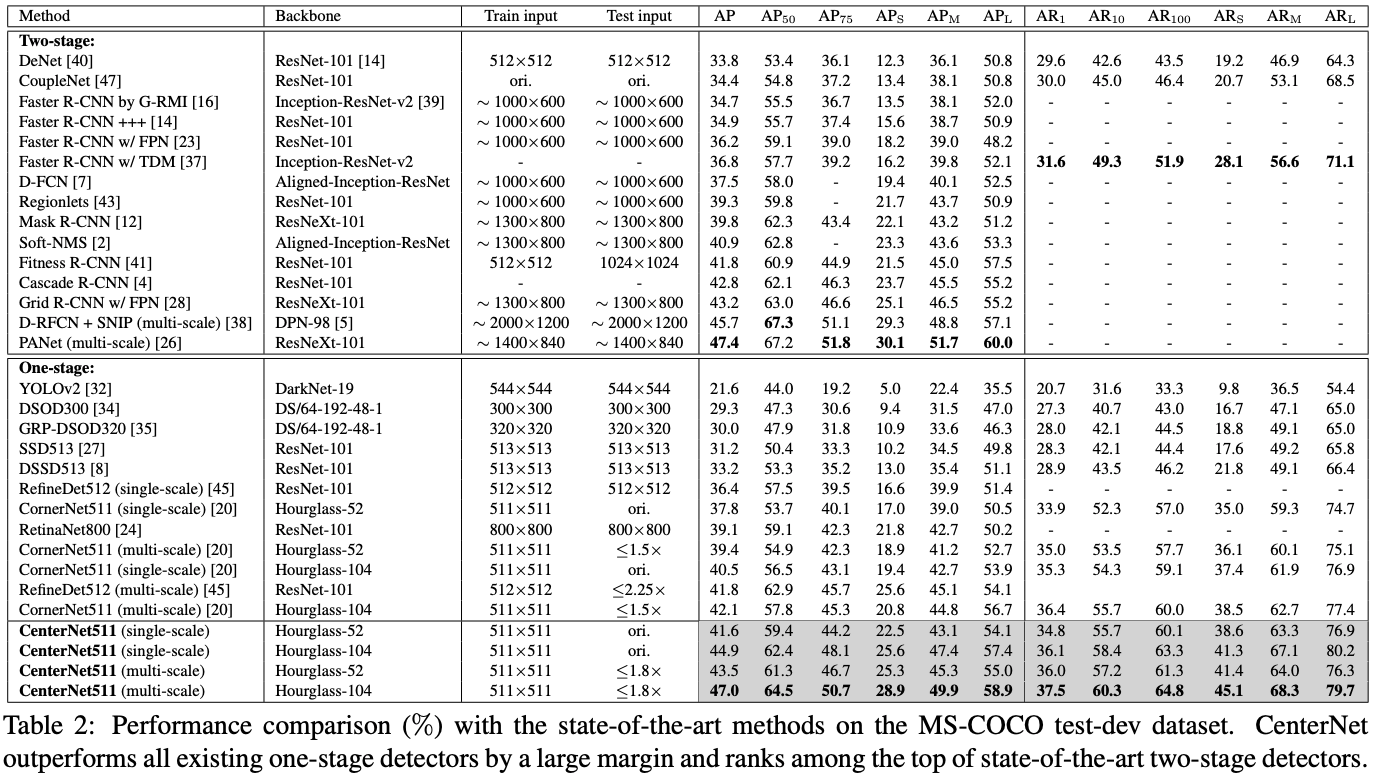 Method Backbone Train input Test input AP AP50 AP75 APS APM APL AR1 AR10 AR100 ARS ARM ARL
Two-stage:
DeNet [40] ResNet-101 [14] 512×512 512×512 33.8 53.4 36.1 12.3 36.1 50.8 29.6 42.6 43.5 19.2 46.9 64.3
CoupleNet [47] ResNet-101 ori. ori. 34.4 54.8 37.2 13.4 38.1 50.8 30.0 45.0 46.4 20.7 53.1 68.5
Faster R-CNN by G-RMI [16] Inception-ResNet-v2 [39] ~ 1000×600 ~ 1000×600 34.7 55.5 36.7 13.5 38.1 52.0 - - - - - -
Faster R-CNN +++ [14] ResNet-101 ~ 1000×600 ~ 1000×600 34.9 55.7 37.4 15.6 38.7 50.9 - - - - - -
Faster R-CNN w/ FPN [23] ResNet-101 ~ 1000×600 ~ 1000×600 36.2 59.1 39.0 18.2 39.0 48.2 - - - - - -
Faster R-CNN w/ TDM [37] Inception-ResNet-v2 - - 36.8 57.7 39.2 16.2 39.8 52.1 31.6 49.3 51.9 28.1 56.6 71.1
D-FCN [7] Aligned-Inception-ResNet ~ 1000×600 ~ 1000×600 37.5 58.0 - 19.4 40.1 52.5 - - - - - -
Regionlets [43] ResNet-101 ~ 1000×600 ~ 1000×600 39.3 59.8 - 21.7 43.7 50.9 - - - - - -
Mask R-CNN [12] ResNeXt-101 ~ 1300×800 ~ 1300×800 39.8 62.3 43.4 22.1 43.2 51.2 - - - - - -
Soft-NMS [2] Aligned-Inception-ResNet ~ 1300×800 ~ 1300×800 40.9 62.8 - 23.3 43.6 53.3 - - - - - -
Fitness R-CNN [41] ResNet-101 512×512 1024×1024 41.8 60.9 44.9 21.5 45.0 57.5 - - - - - -
Cascade R-CNN [4] ResNet-101 - - 42.8 62.1 46.3 23.7 45.5 55.2 - - - - - -
Grid R-CNN w/ FPN [28] ResNeXt-101 ~ 1300×800 ~ 1300×800 43.2 63.0 46.6 25.1 46.5 55.2 - - - - - -
D-RFCN + SNIP (multi-scale) [38] DPN-98 [5] ~ 2000×1200 ~ 2000×1200 45.7 67.3 51.1 29.3 48.8 57.1 - - - - - -
PANet (multi-scale) [26] ResNeXt-101 ~ 1400×840 ~ 1400×840 47.4 67.2 51.8 30.1 51.7 60.0 - - - - - -
One-stage:
YOLOv2 [32] DarkNet-19 544×544 544×544 21.6 44.0 19.2 5.0 22.4 35.5 20.7 31.6 33.3 9.8 36.5 54.4
DSOD300 [34] DS/64-192-48-1 300×300 300×300 29.3 47.3 30.6 9.4 31.5 47.0 27.3 40.7 43.0 16.7 47.1 65.0
GRP-DSOD320 [35] DS/64-192-48-1 320×320 320×320 30.0 47.9 31.8 10.9 33.6 46.3 28.0 42.1 44.5 18.8 49.1 65.0
SSD513 [27] ResNet-101 513×513 513×513 31.2 50.4 33.3 10.2 34.5 49.8 28.3 42.1 44.4 17.6 49.2 65.8
DSSD513 [8] ResNet-101 513×513 513×513 33.2 53.3 35.2 13.0 35.4 51.1 28.9 43.5 46.2 21.8 49.1 66.4
RefineDet512 (single-scale) [45] ResNet-101 512×512 512×512 36.4 57.5 39.5 16.6 39.9 51.4 - - - - - -
CornerNet511 (single-scale) [20] Hourglass-52 511×511 ori. 37.8 53.7 40.1 17.0 39.0 50.5 33.9 52.3 57.0 35.0 59.3 74.7
RetinaNet800 [24] ResNet-101 800×800 800×800 39.1 59.1 42.3 21.8 42.7 50.2 - - - - - -
CornerNet511 (multi-scale) [20] Hourglass-52 511×511 ≤1.5× 39.4 54.9 42.3 18.9 41.2 52.7 35.0 53.5 57.7 36.1 60.1 75.1
CornerNet511 (single-scale) [20] Hourglass-104 511×511 ori. 40.5 56.5 43.1 19.4 42.7 53.9 35.3 54.3 59.1 37.4 61.9 76.9
RefineDet512 (multi-scale) [45] ResNet-101 512×512 ≤2.25× 41.8 62.9 45.7 25.6 45.1 54.1
CornerNet511 (multi-scale) [20] Hourglass-104 511×511 ≤1.5× 42.1 57.8 45.3 20.8 44.8 56.7 36.4 55.7 60.0 38.5 62.7 77.4
CenterNet511 (single-scale) Hourglass-52 511×511 ori. 41.6 59.4 44.2 22.5 43.1 54.1 34.8 55.7 60.1 38.6 63.3 76.9
CenterNet511 (single-scale) Hourglass-104 511×511 ori. 44.9 62.4 48.1 25.6 47.4 57.4 36.1 58.4 63.3 41.3 67.1 80.2
CenterNet511 (multi-scale) Hourglass-52 511×511 ≤1.8× 43.5 61.3 46.7 25.3 45.3 55.0 36.0 57.2 61.3 41.4 64.0 76.3
CenterNet511 (multi-scale) Hourglass-104 511×511 ≤1.8× 47.0 64.5 50.7 28.9 49.9 58.9 37.5 60.3 64.8 45.1 68.3 79.7
Table 2: Performance comparison (%) with the state-of-the-art methods on the MS-COCO test-dev dataset. CenterNet
outperforms all existing one-stage detectors by a large margin and ranks among the top of state-of-the-art two-stage detectors.